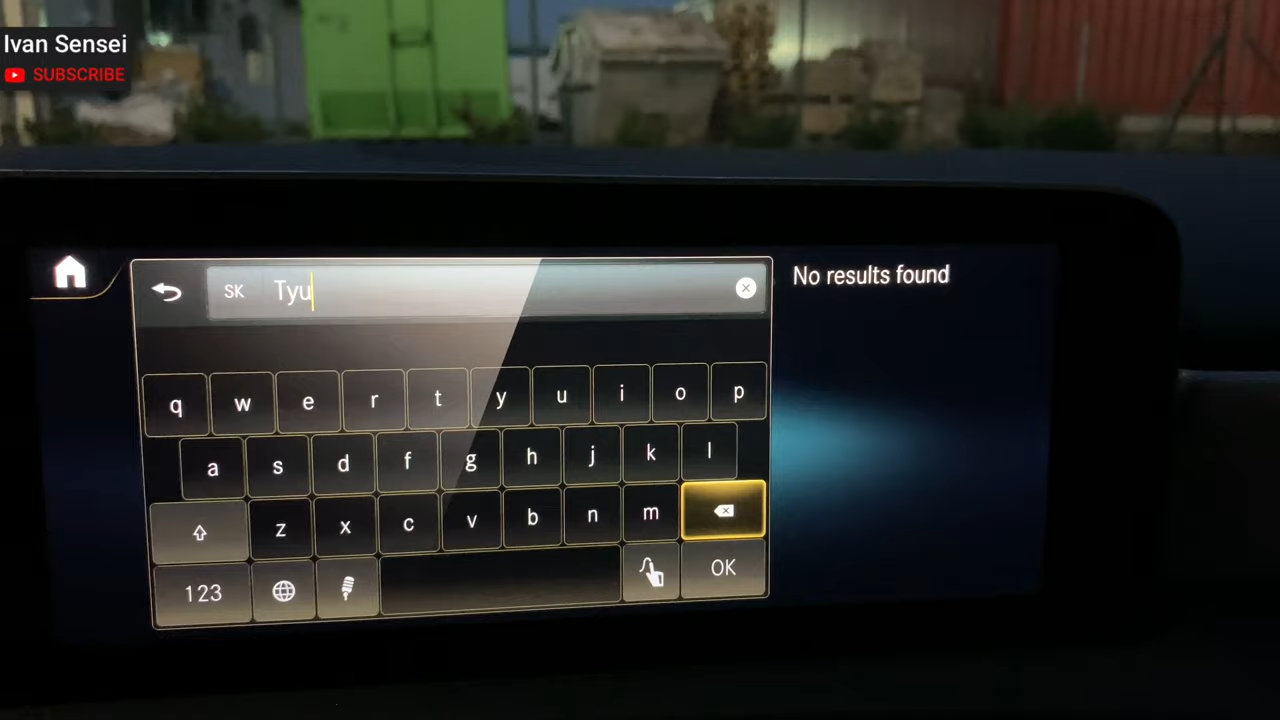 Ivan Sensei
SUBSCRIBE
SK Tyu
No results found
q w e r t y u i o p
a s d f g h j k l
z x c v b n m
123 OK